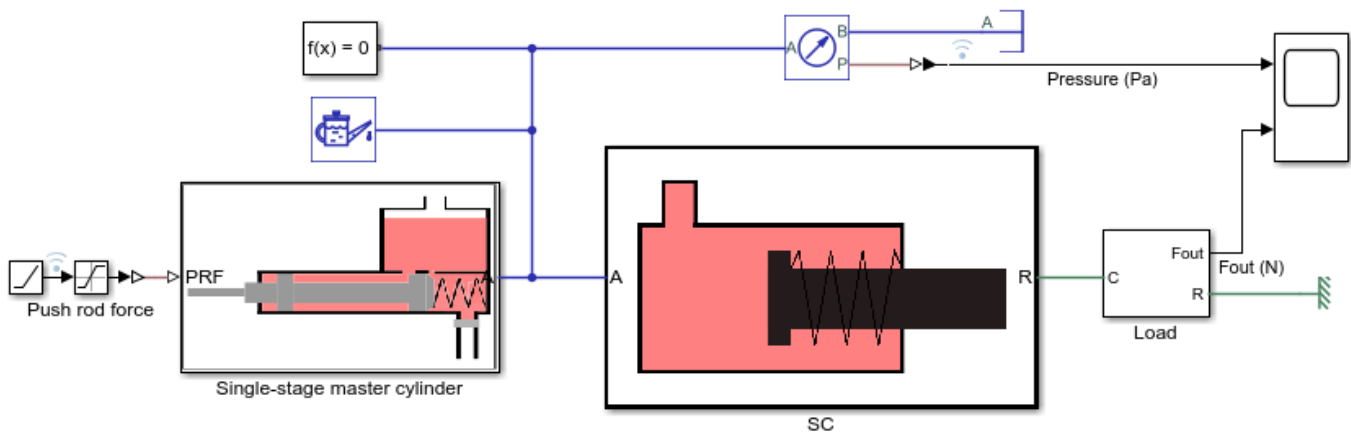 f(x) = 0
A
B
P
A
Pressure (Pa)
PRF
A
Push rod force
Single-stage master cylinder
A
R
SC
C
Fout
R
Fout (N)
Load